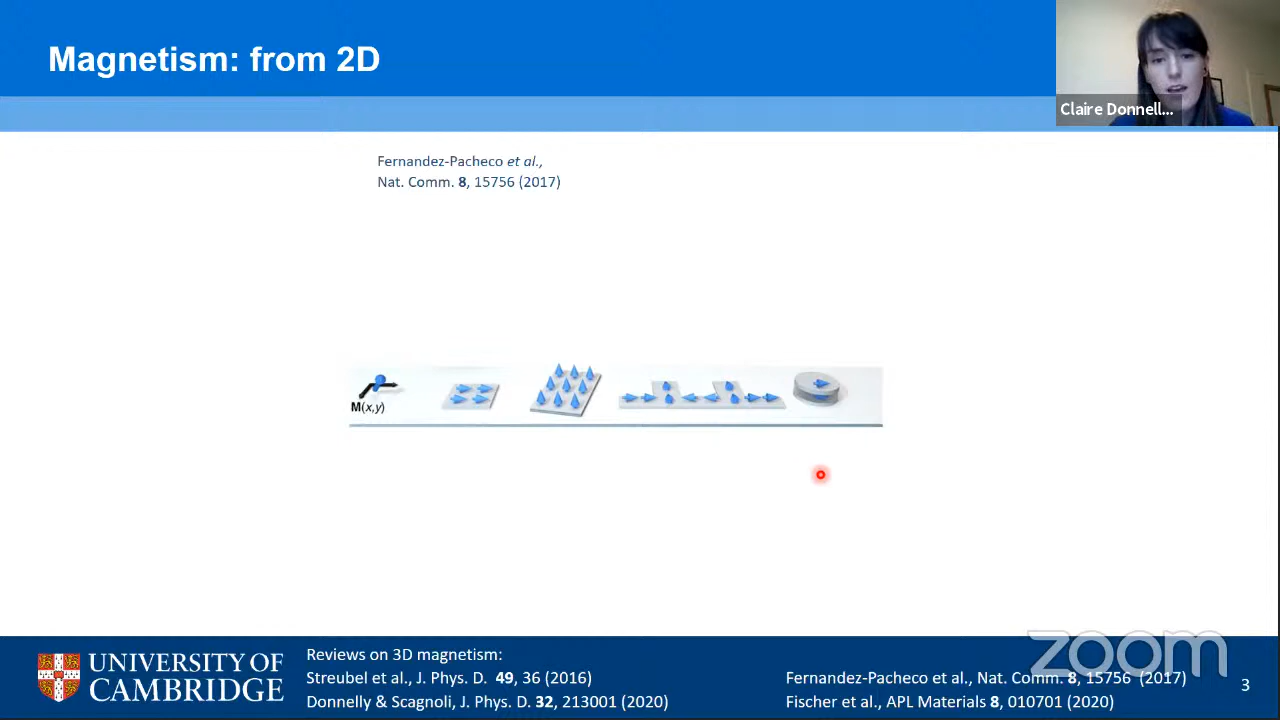 Magnetism: from 2D
Claire Donnell...
Fernandez-Pacheco et al.,
Nat. Comm. 8, 15756 (2017)
M(x,y)
UNIVERSITY OF
CAMBRIDGE
Reviews on 3D magnetism:
Streubel et al., J. Phys. D. 49, 36 (2016)
Donnelly & Scagnoli, J. Phys. D. 32, 213001 (2020)
Fernandez-Pacheco et al., Nat. Comm. 8, 15756 (2017)
Fischer et al., APL Materials 8, 010701 (2020)
zoom
3